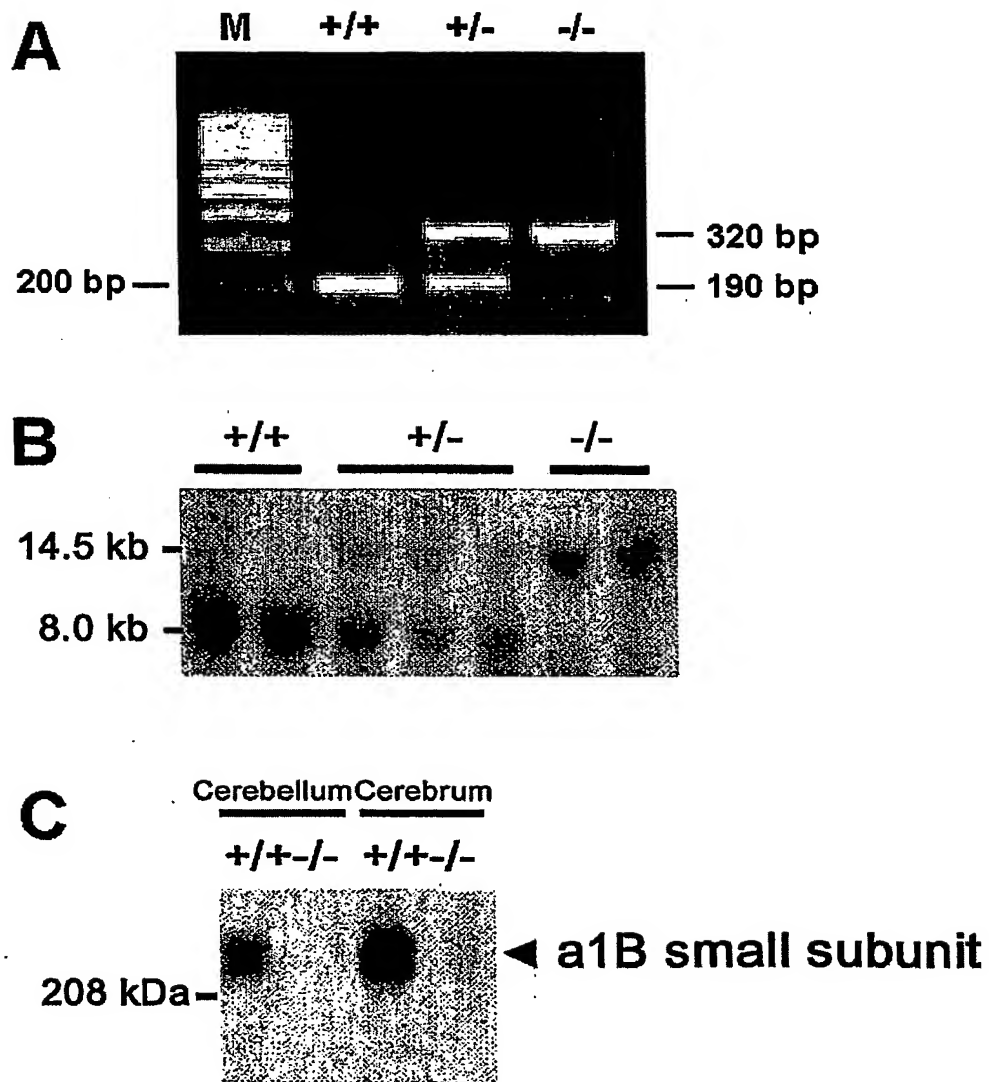 A
M +/+ +/- -/-
320 bp
200 bp
190 bp
B
+/+ +/- -/-
14.5 kb
8.0 kb
C
Cerebellum Cerebrum
+/+ -/- +/+ -/-
a1B small subunit
208 kDa